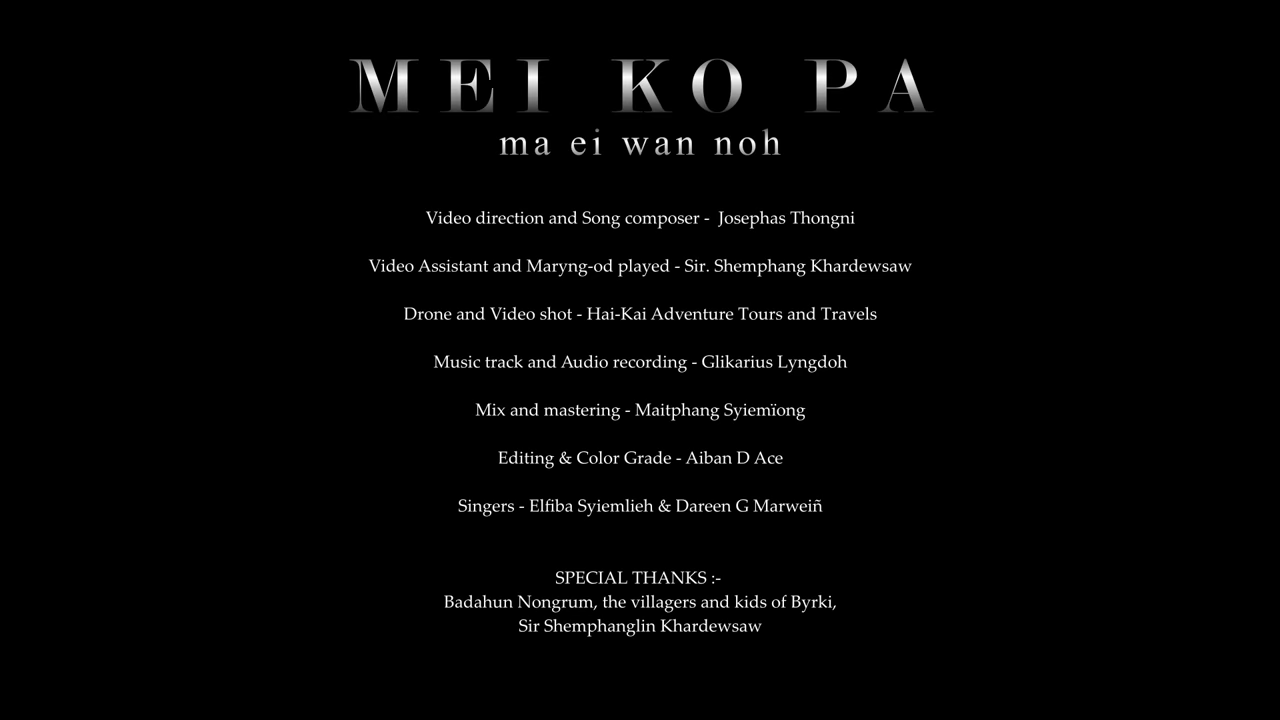 MEI KO PA
ma ei wan noh
Video direction and Song composer -  Josephas Thongni
Video Assistant and Maryng-od played - Sir. Shemphang Khardewsaw
Drone and Video shot - Hai-Kai Adventure Tours and Travels
Music track and Audio recording - Glikarius Lyngdoh
Mix and mastering - Maitphang Syiemïong
Editing & Color Grade - Aiban D Ace
Singers - Elfiba Syiemlieh & Dareen G Marweiñ
SPECIAL THANKS :-
Badahun Nongrum, the villagers and kids of Byrki,
Sir Shemphanglin Khardewsaw